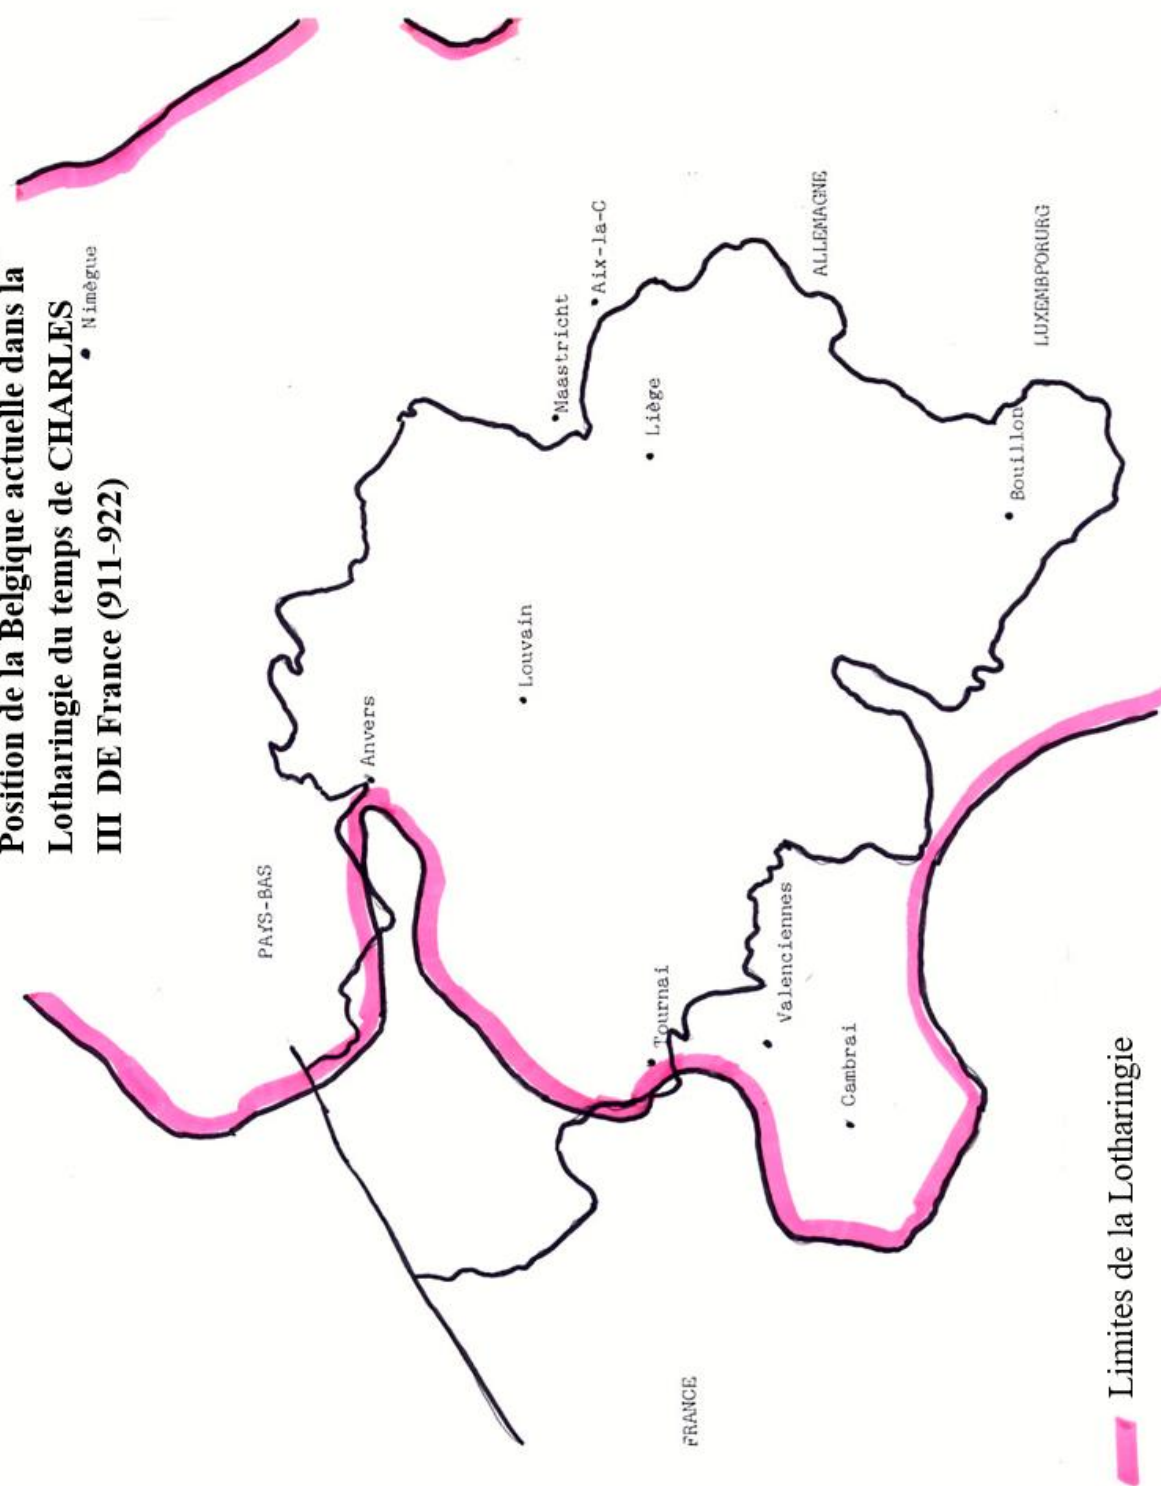 Position de la Belgique actuelle dans la
Lotharingie du temps de CHARLES
III DE France (911-922)
Nimègue
PAYS-BAS
Anvers
Maastricht
Aix-la-C
Louvain
Liège
Tournai
ALLEMAGNE
FRANCE
Valenciennes
Cambrai
Bouillon
LUXEMBPORURG
Limites de la Lotharingie